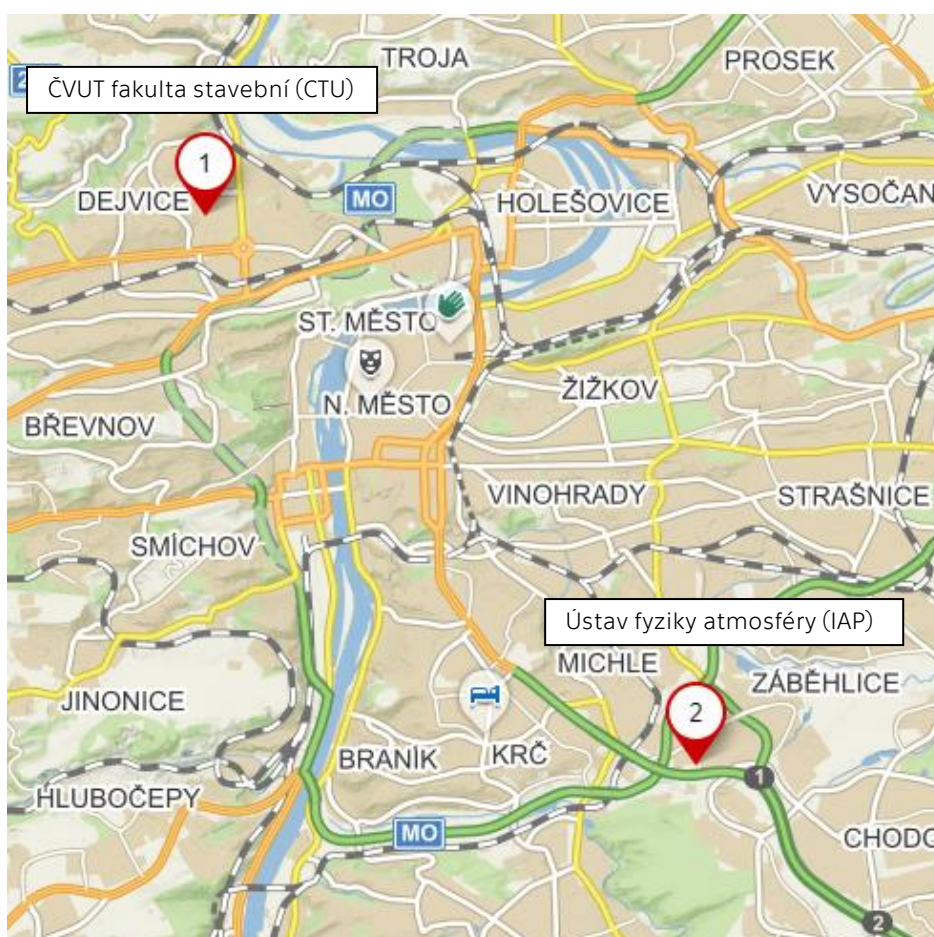 TROJA
PROSEK
2
ČVUT fakulta stavební (CTU)
1
DEJVICE
MO
HOLEŠOVICE
VYSOČAN
ST. MĚSTO
ŽIŽKOV
N. MĚSTO
BŘEVNOV
VINOHRADY
STRAŠNICE
SMÍCHOV
Ústav fyziky atmosféry (IAP)
MICHLE
ZÁBĚHLICE
JINONICE
2
BRANÍK
KRČ
1
HLUBOČEPY
MO
CHODO
2